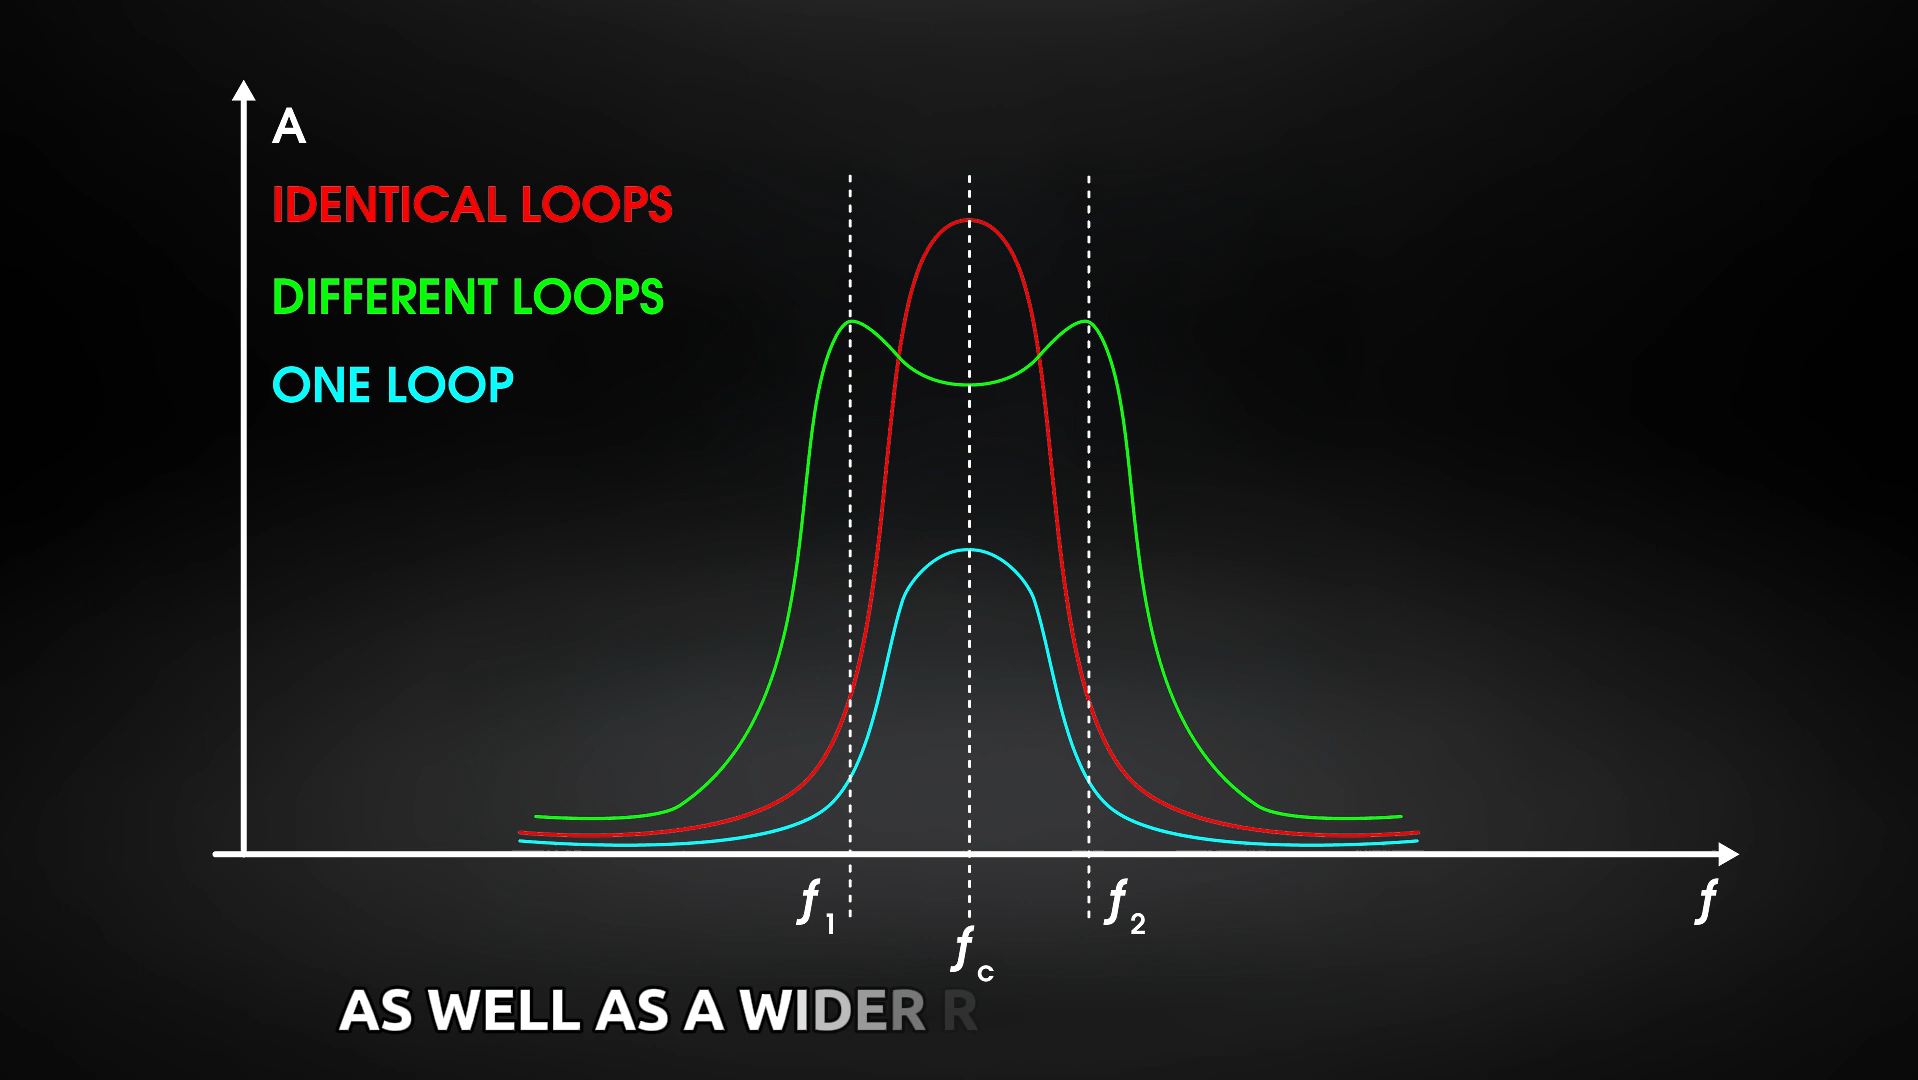 A
IDENTICAL LOOPS
DIFFERENT LOOPS
ONE LOOP
f1
f2
f
fc
AS WELL AS A WIDER R